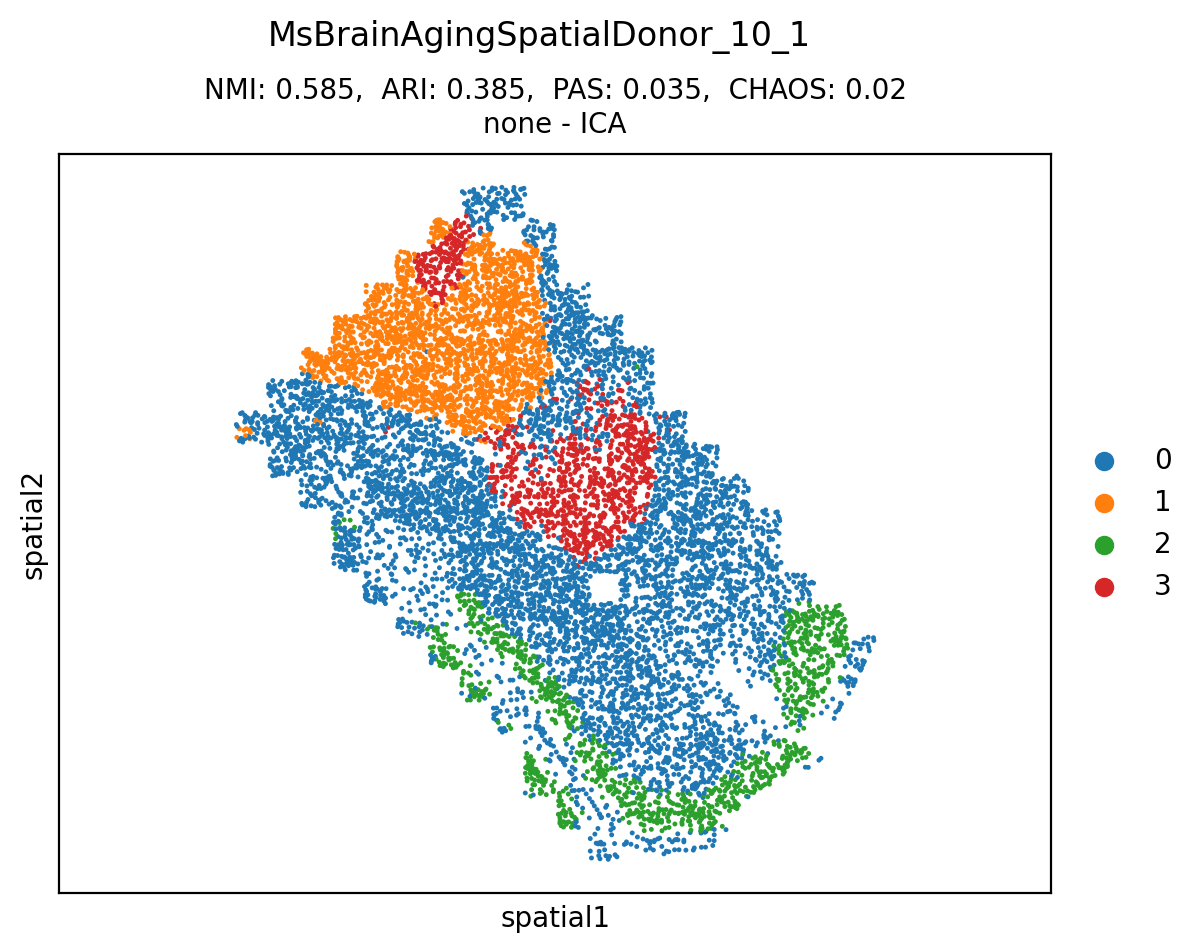 MsBrainAgingSpatialDonor_10_1
NMI: 0.585,  ARI: 0.385,  PAS: 0.035,  CHAOS: 0.02
none - ICA
spatial2
0
1
2
3
spatial1